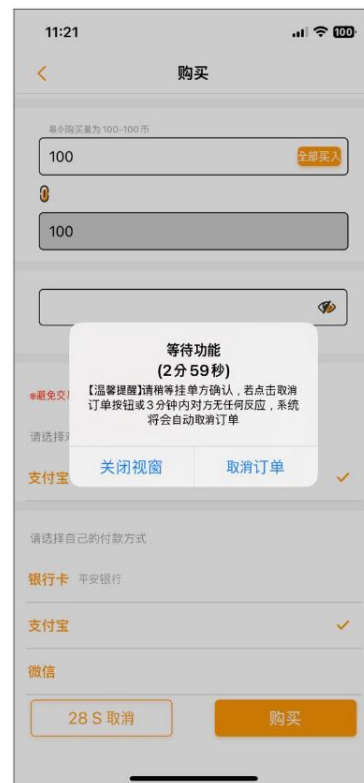 11:21
100
购买
最小购买量为100-100币
100
全部买入
100
等待功能
(2分59秒)
【温馨提醒】请稍等挂单方确认，若点击取消
订单按钮或3分钟内对方无任何反应，系统
将会自动取消订单
*避免交
请选择
关闭视窗
取消订单
支付宝
请选择自己的付款方式
银行卡 平安银行
支付宝
微信
28 S 取消
购买